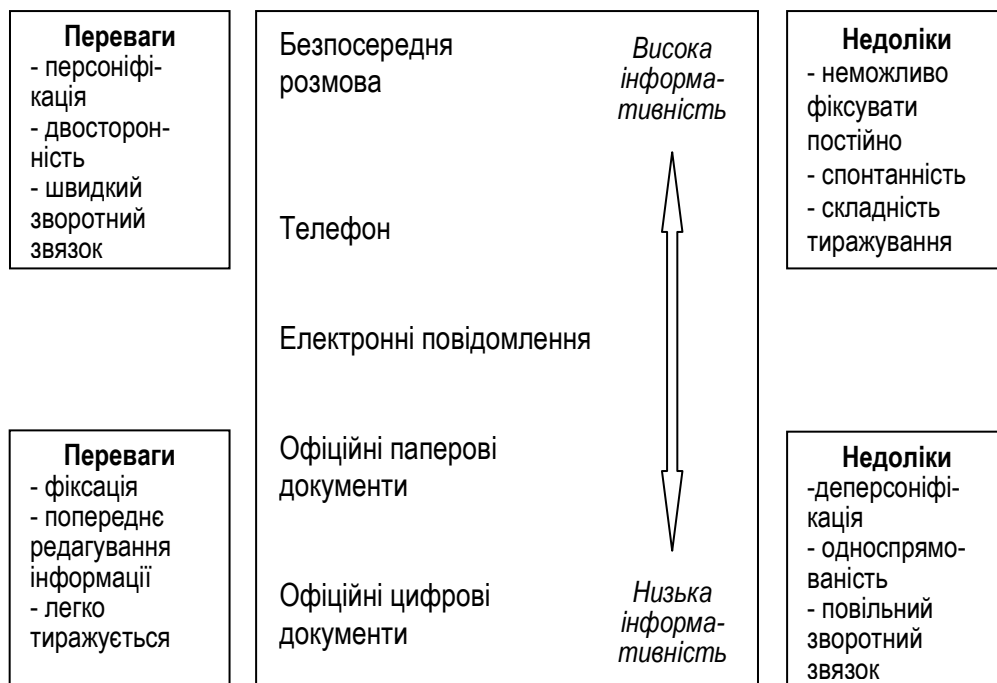 Переваги
- персоніфі-
кація
- двосторон-
ність
- швидкий
зворотний
звязок
Безпосередня
розмова
Телефон
Електронні повідомлення
Офіційні паперові
документи
Офіційні цифрові
документи
Висока
інформа-
тивність
Низька
інформа-
тивність
Недоліки
- неможливо
фіксувати
постійно
- спонтанність
- складність
тиражування
Переваги
- фіксація
- попереднє
редагування
інформації
- легко
тиражується
Недоліки
-деперсоніфі-
кація
- односпрямо-
ваність
- повільний
зворотний
звязок